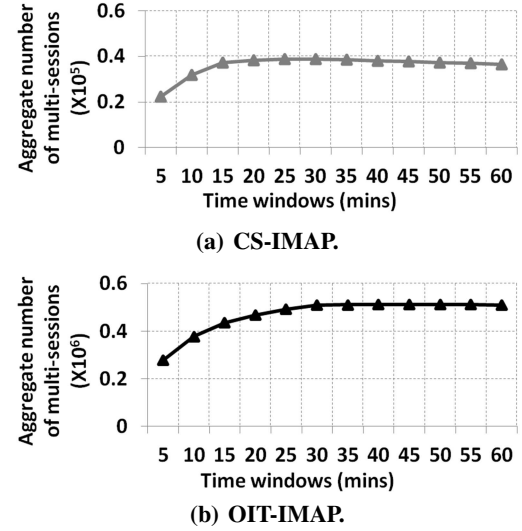 Aggregate number
of multi-sessions
(X10⁵)
0.6
0.4
0.2
0
5 10 15 20 25 30 35 40 45 50 55 60
Time windows (mins)
(a) CS-IMAP.
Aggregate number
of multi-sessions
(X10⁶)
0.6
0.4
0.2
0
5 10 15 20 25 30 35 40 45 50 55 60
Time windows (mins)
(b) OIT-IMAP.